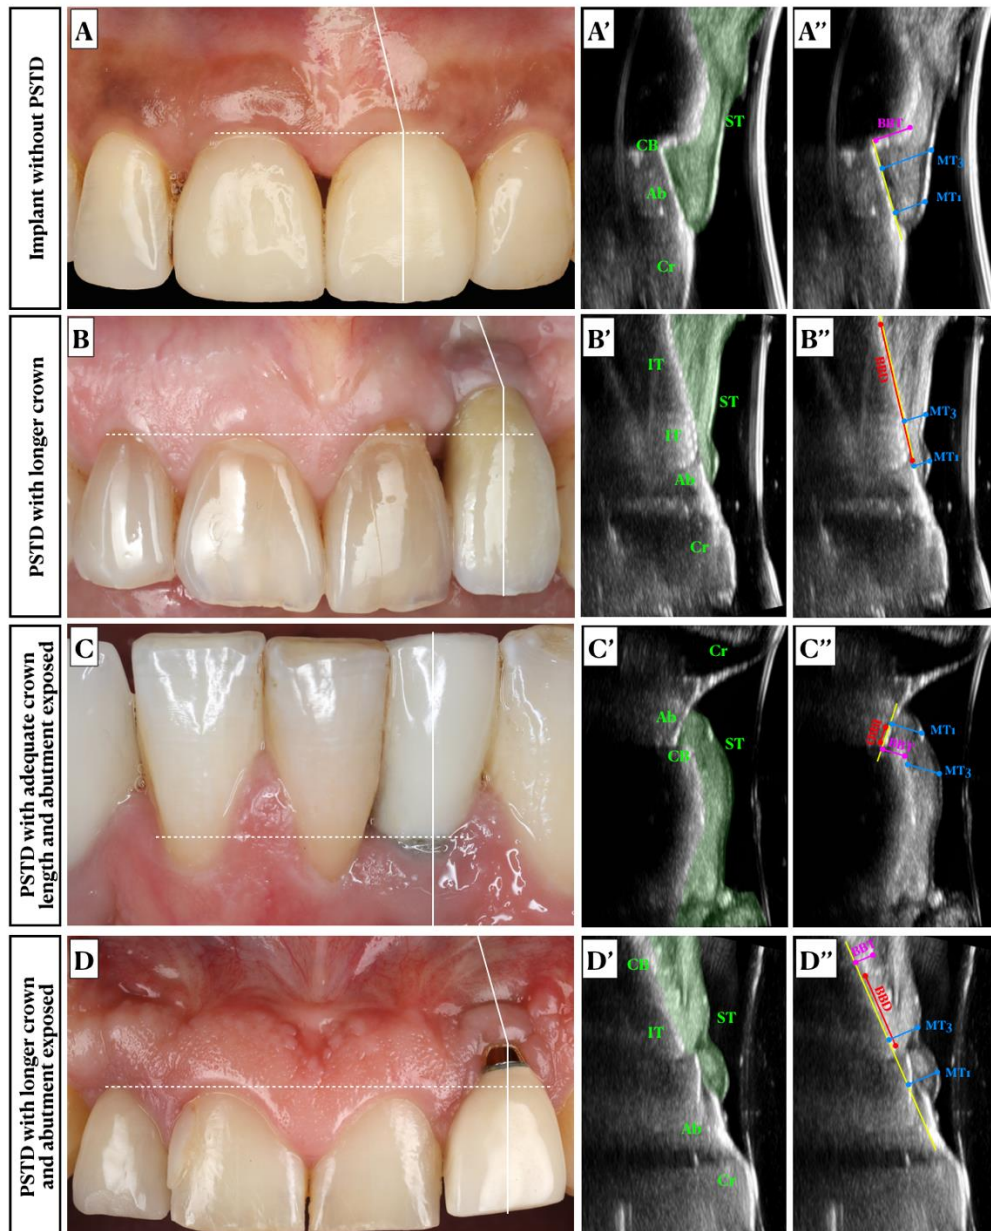 Implant without PSTD
A
A'
ST
CB
Ab
Cr
A"
BBT
MT3
MT1
PSTD with longer crown
B
B'
IT
ST
IT
Ab
Cr
B"
BBD
MT3
MT1
PSTD with adequate crown
length and abutment exposed
C
C'
Cr
Ab
ST
CB
C"
BBD
MT1
BBT
MT3
PSTD with longer crown
and abutment exposed
D
D'
CB
ST
IT
Ab
Cr
D"
BBT
BBD
MT3
MT1